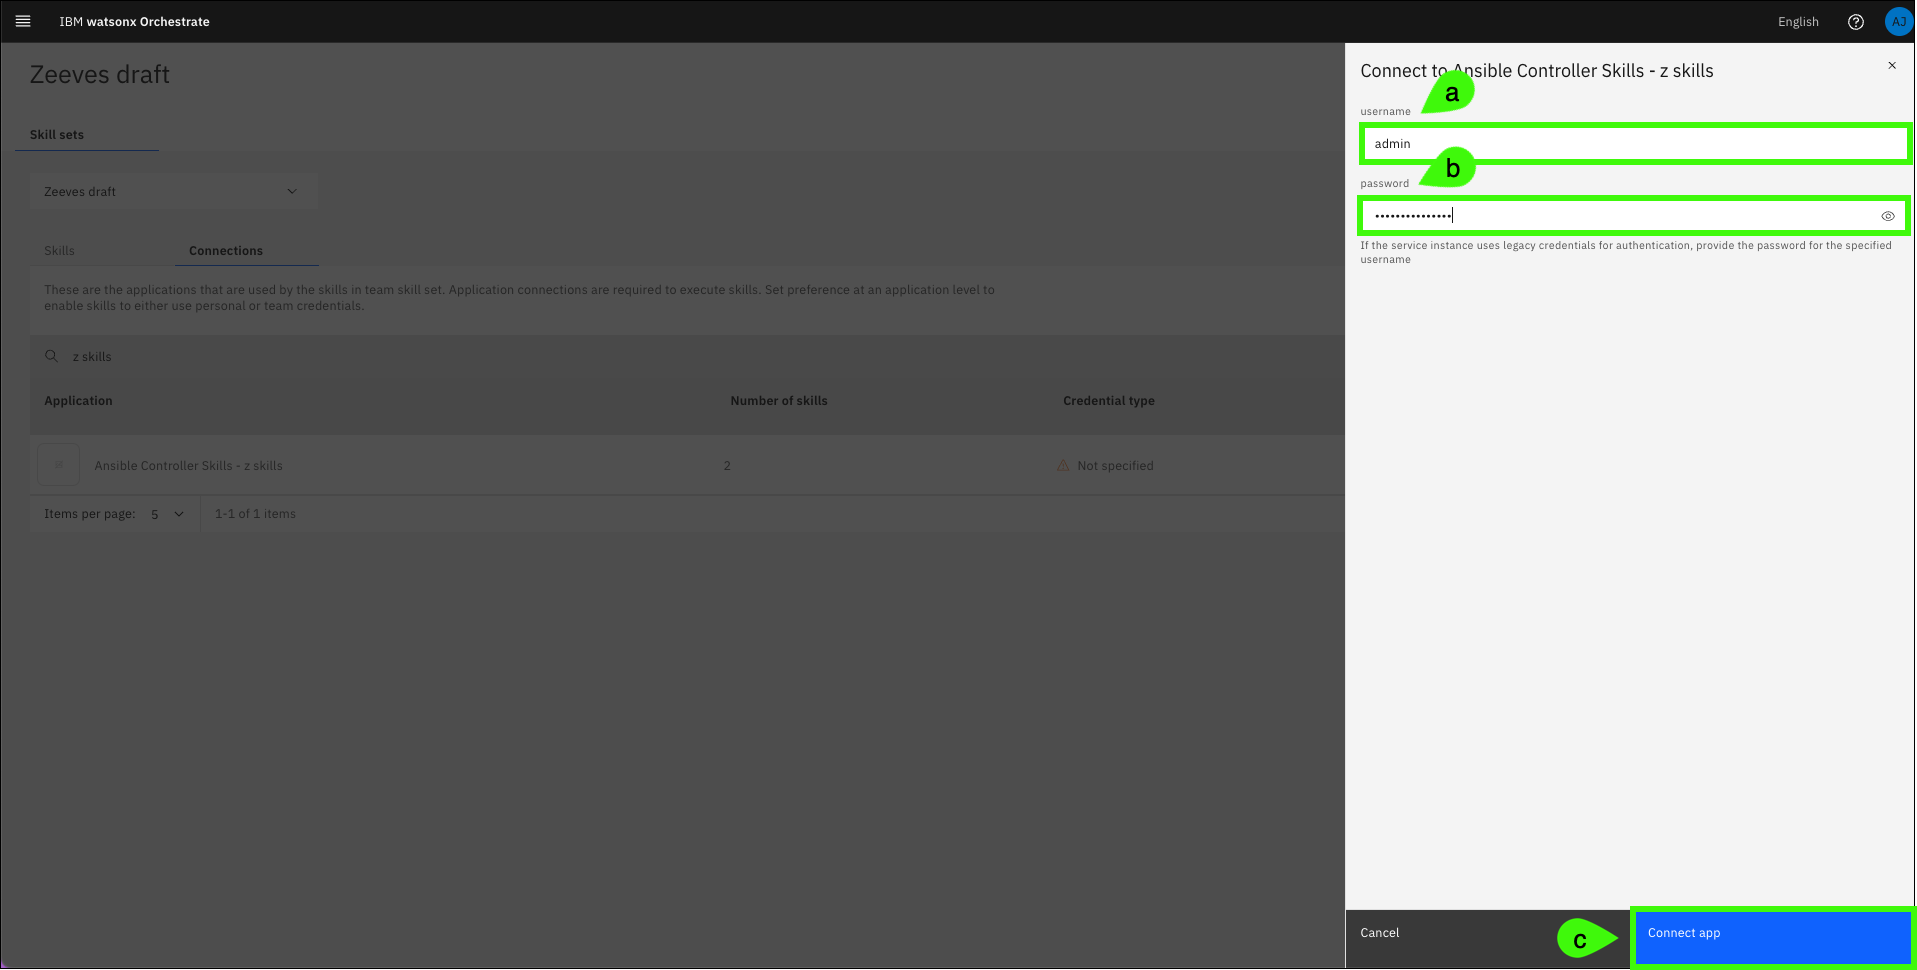 IBM watsonx Orchestrate
English
AJ
Zeeves draft
Skill sets
Zeeves draft
Skills
Connections
These are the applications that are used by the skills in team skill set. Application connections are required to execute skills. Set preference at an application level to
enable skills to either use personal or team credentials.
z skills
Application
Number of skills
Credential type
Ansible Controller Skills - z skills
2
Not specified
Items per page:
5
1-1 of 1 items
Connect to Ansible Controller Skills - z skills
a
username
admin
b
password
•••••••••••••••
If the service instance uses legacy credentials for authentication, provide the password for the specified
username
Cancel
c
Connect app